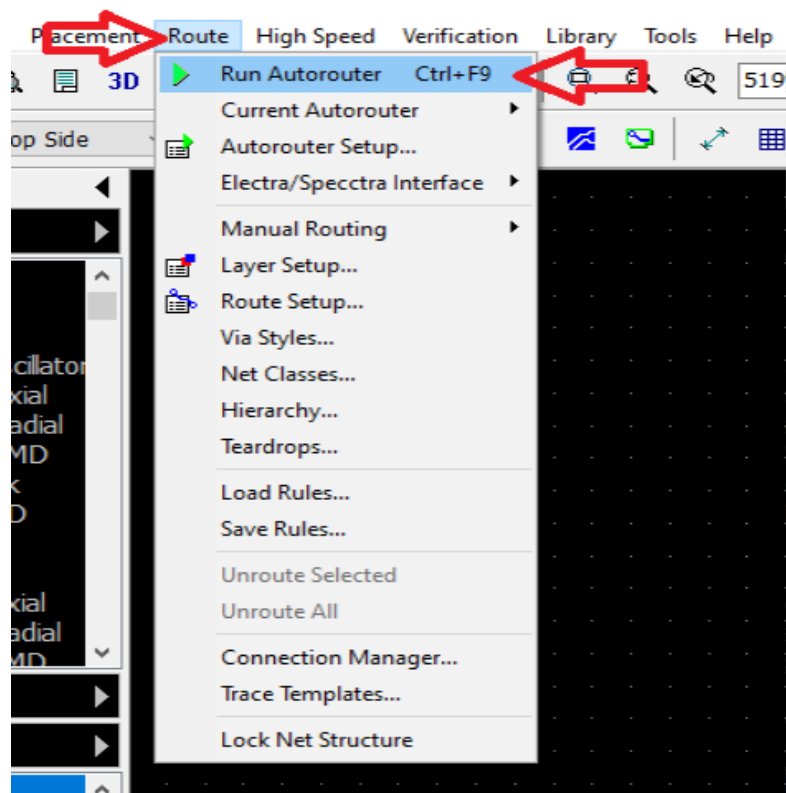 Placement Route High Speed Verification Library Tools Help
3D
519
op Side
Run Autorouter Ctrl+F9
Current Autorouter
Autorouter Setup...
Electra/Specctra Interface
Manual Routing
Layer Setup...
Route Setup...
Via Styles...
Net Classes...
Hierarchy...
Teardrops...
Load Rules...
Save Rules...
Unroute Selected
Unroute All
Connection Manager...
Trace Templates...
Lock Net Structure
cillator
xial
adial
MD
k
D
xial
adial
MD